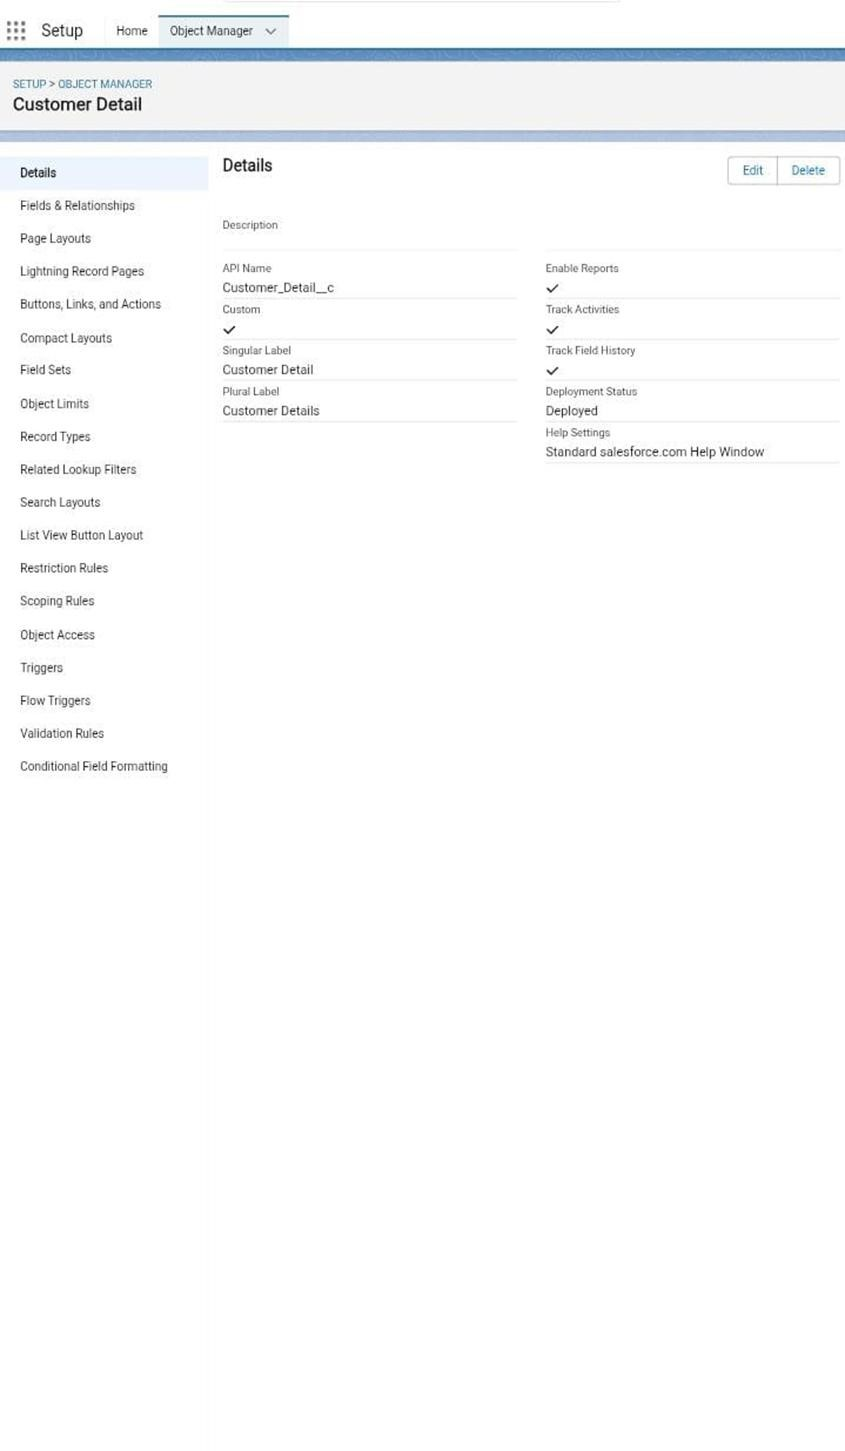 Setup
Home
Object Manager
SETUP > OBJECT MANAGER
Customer Detail
Details
Fields & Relationships
Page Layouts
Lightning Record Pages
Buttons, Links, and Actions
Compact Layouts
Field Sets
Object Limits
Record Types
Related Lookup Filters
Search Layouts
List View Button Layout
Restriction Rules
Scoping Rules
Object Access
Triggers
Flow Triggers
Validation Rules
Conditional Field Formatting
Details
Edit
Delete
Description
API Name
Customer_Detail__c
Custom
Singular Label
Customer Detail
Plural Label
Customer Details
Enable Reports
Track Activities
Track Field History
Deployment Status
Deployed
Help Settings
Standard salesforce.com Help Window